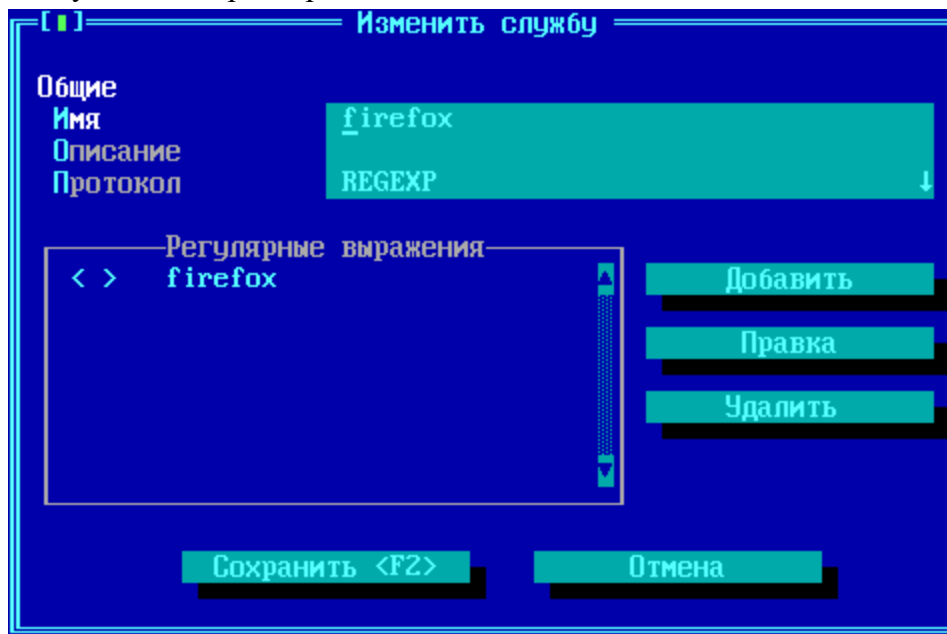 [▮] Изменить службу
Общие
Имя firefox
Описание
Протокол REGEXP ↓
Регулярные выражения
< > firefox
Добавить
Правка
Удалить
Сохранить <F2> Отмена